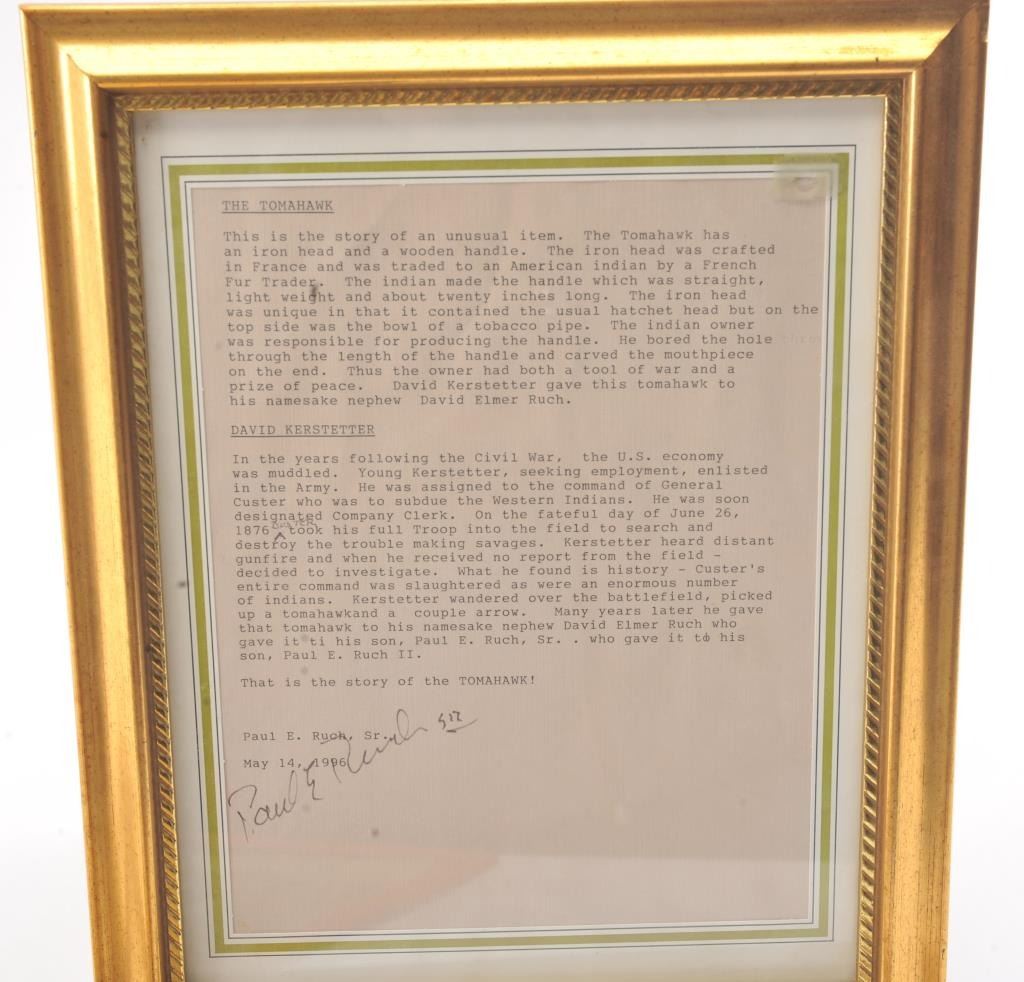 THE TOMAHAWK
This is the story of an unusual item. The Tomahawk has
an iron head and a wooden handle. The iron head was crafted
in France and was traded to an American indian by a French
Fur Trader. The indian made the handle which was straight,
light weight and about twenty inches long. The iron head
was unique in that it contained the usual hatchet head but on the
top side was the bowl of a tobacco pipe. The indian owner
was responsible for producing the handle. He bored the hole
through the length of the handle and carved the mouthpiece
on the end. Thus the owner had both a tool of war and a
prize of peace. David Kerstetter gave this tomahawk to
his namesake nephew David Elmer Ruch.
DAVID KERSTETTER
In the years following the Civil War, the U.S. economy
was muddled. Young Kerstetter, seeking employment, enlisted
in the Army. He was assigned to the command of General
Custer who was to subdue the Western Indians. He was soon
designated Company Clerk. On the fateful day of June 26,
1876 CUSTER took his full Troop into the field to search and
destroy the trouble making savages. Kerstetter heard distant
gunfire and when he received no report from the field -
decided to investigate. What he found is history - Custer's
entire command was slaughtered as were an enormous number
of indians. Kerstetter wandered over the battlefield, picked
up a tomahawkand a couple arrow. Many years later he gave
that tomahawk to his namesake nephew David Elmer Ruch who
gave it ti his son, Paul E. Ruch, Sr. . who gave it to his
son, Paul E. Ruch II.
That is the story of the TOMAHAWK!
Paul E. Ruch, Sr.
May 14, 1996
Paul E Ruch SR